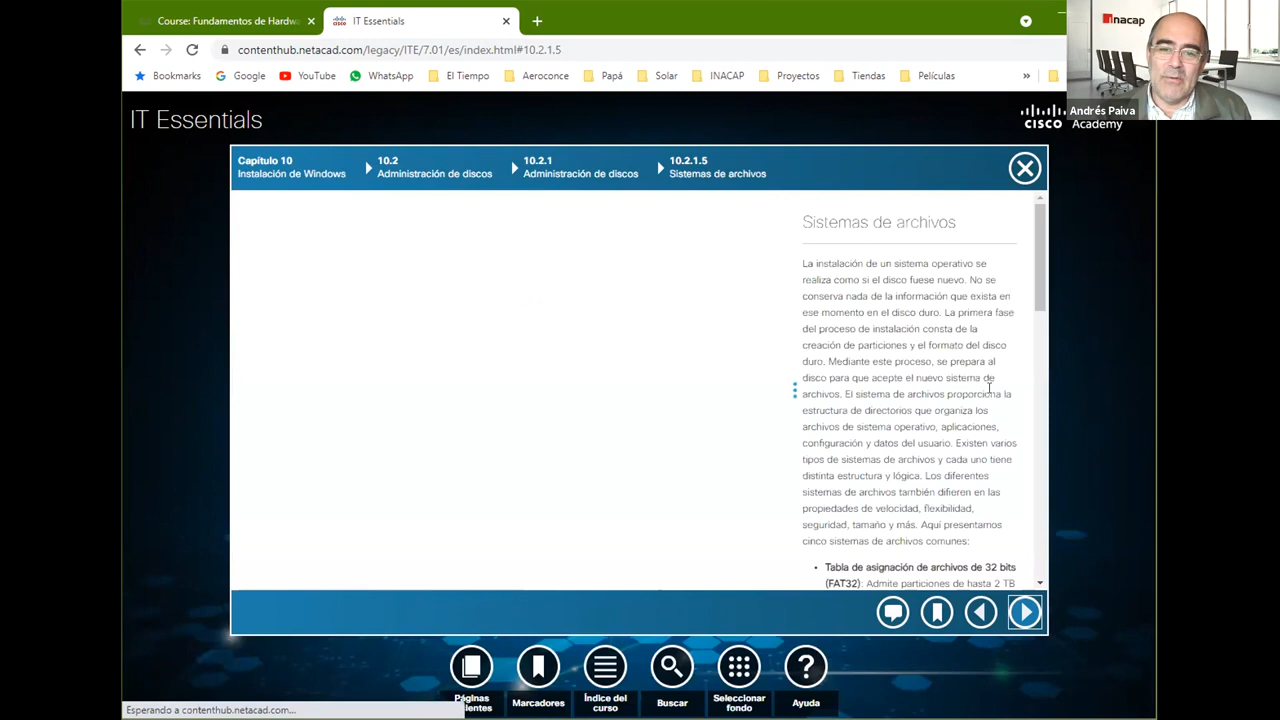 Course: Fundamentos de Hardw
IT Essentials
contenthub.netacad.com/legacy/ITE/7.01/es/index.html#10.2.1.5
Bookmarks
Google
YouTube
WhatsApp
El Tiempo
Aeroconce
Papá
Solar
INACAP
Proyectos
Tiendas
Películas
»
inacap
Andrés Paiva
IT Essentials
cisco Academy
Capítulo 10
Instalación de Windows
10.2
Administración de discos
10.2.1
Administración de discos
10.2.1.5
Sistemas de archivos
Sistemas de archivos
La instalación de un sistema operativo se
realiza como si el disco fuese nuevo. No se
conserva nada de la información que exista en
ese momento en el disco duro. La primera fase
del proceso de instalación consta de la
creación de particiones y el formato del disco
duro. Mediante este proceso, se prepara al
disco para que acepte el nuevo sistema de
archivos. El sistema de archivos proporciona la
estructura de directorios que organiza los
archivos de sistema operativo, aplicaciones,
configuración y datos del usuario. Existen varios
tipos de sistemas de archivos y cada uno tiene
distinta estructura y lógica. Los diferentes
sistemas de archivos también difieren en las
propiedades de velocidad, flexibilidad,
seguridad, tamaño y más. Aquí presentamos
cinco sistemas de archivos comunes:
• Tabla de asignación de archivos de 32 bits
(FAT32): Admite particiones de hasta 2 TB
Páginas
lientes
Marcadores
Índice del
curso
Buscar
Seleccionar
fondo
Ayuda
Esperando a contenthub.netacad.com...